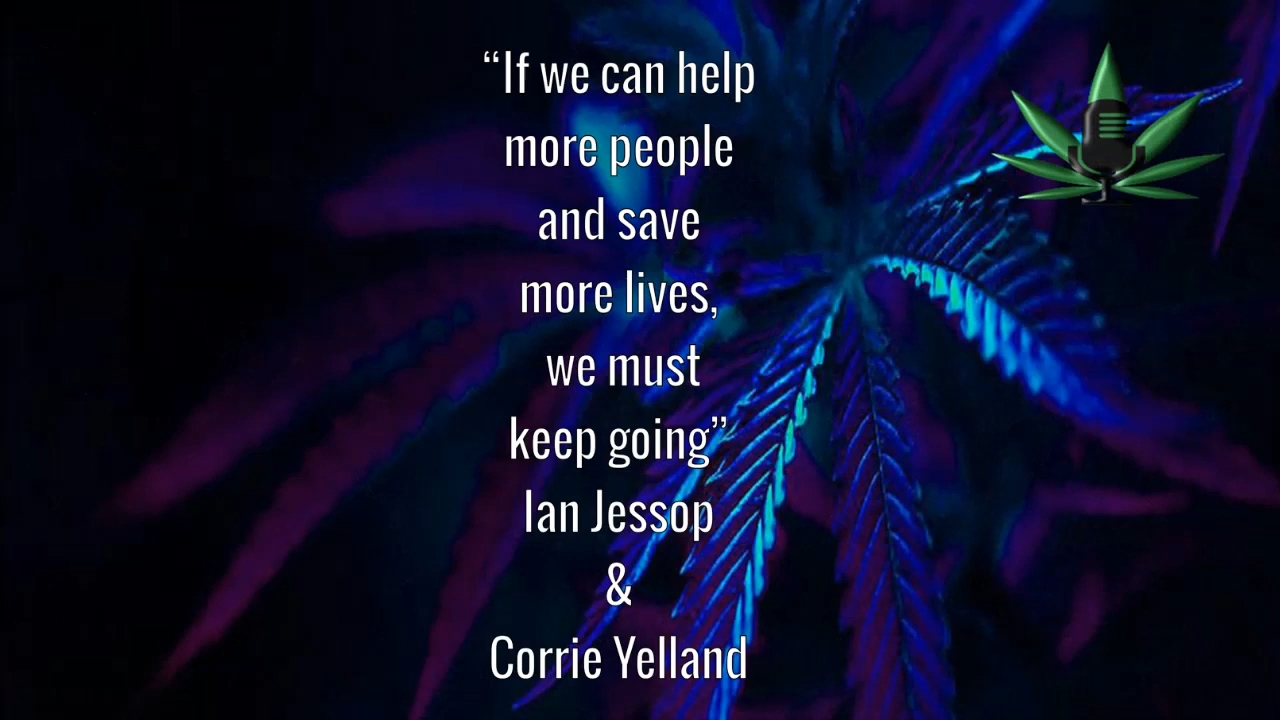 “If we can help
more people
and save
more lives,
we must
keep going”
Ian Jessop
&
Corrie Yelland